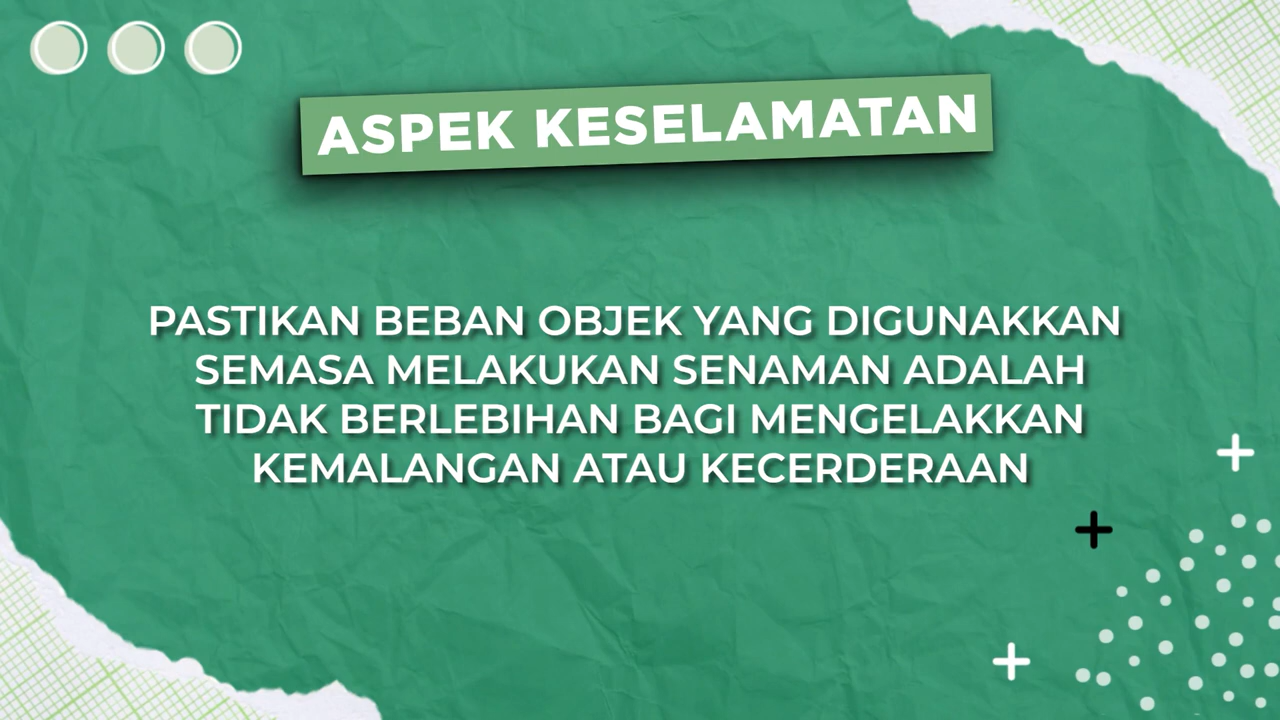 ASPEK KESELAMATAN
PASTIKAN BEBAN OBJEK YANG DIGUNAKKAN
SEMASA MELAKUKAN SENAMAN ADALAH
TIDAK BERLEBIHAN BAGI MENGELAKKAN
KEMALANGAN ATAU KECERDERAAN